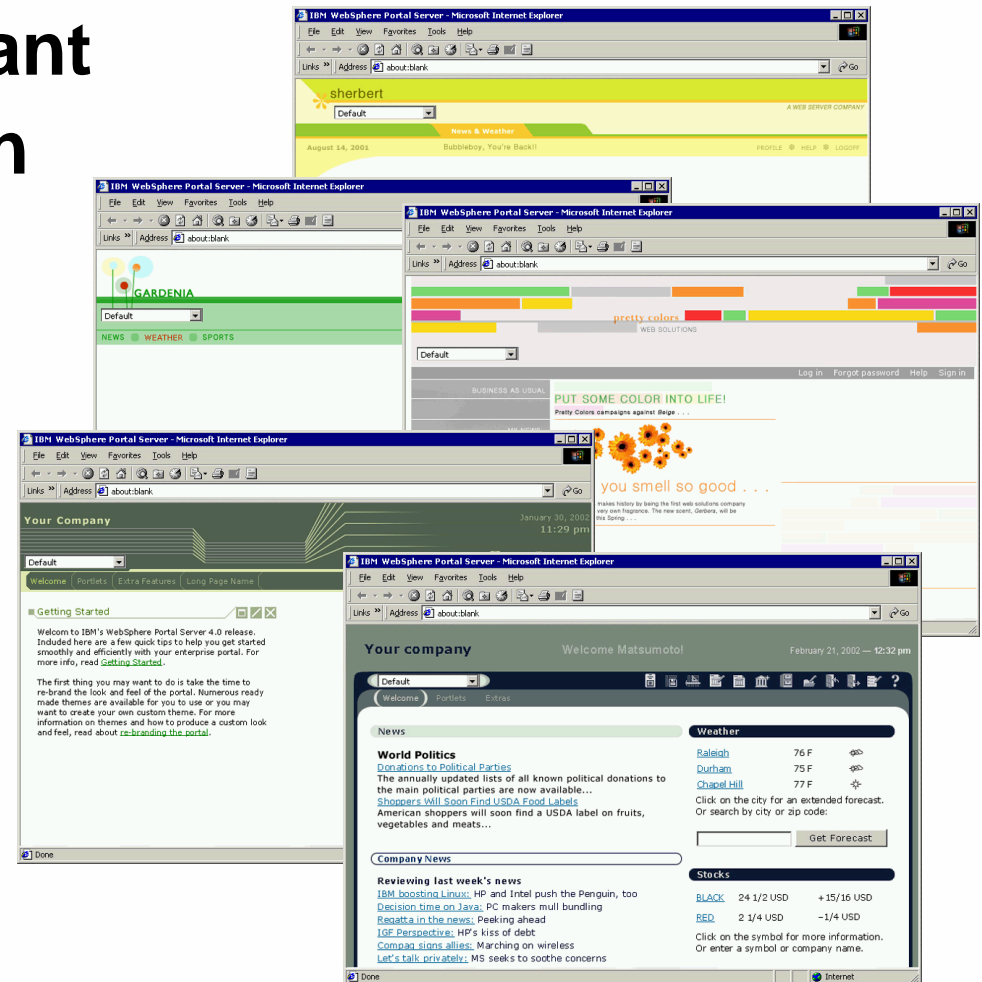 ant
n
IBM WebSphere Portal Server - Microsoft Internet Explorer
File Edit View Favorites Tools Help
Links » Address about:blank Go
sherbert
Default
A WEB SERVER COMPANY
News & Weather
August 14, 2001 Bubbleboy, You're Back!! PROFILE HELP LOGOFF
IBM WebSphere Portal Server - Microsoft Internet Explorer
File Edit View Favorites Tools Help
Links » Address about:blank
GARDENIA
Default
NEWS WEATHER SPORTS
IBM WebSphere Portal Server - Microsoft Internet Explorer
File Edit View Favorites Tools Help
Links » Address about:blank Go
pretty colors
WEB SOLUTIONS
Default
Log in Forgot password Help Sign in
BUSINESS AS USUAL
PUT SOME COLOR INTO LIFE!
Pretty Colors campaigns against Beige . . .
you smell so good . . .
makes history by being the first web solutions company
very own fragrance. The new scent, Gerbera, will be
this Spring . . .
IBM WebSphere Portal Server - Microsoft Internet Explorer
File Edit View Favorites Tools Help
Links » Address about:blank Go
Your Company
January 30, 2002
11:29 pm
Default
Welcome Portlets Extra Features Long Page Name
Getting Started
Welcom to IBM's WebSphere Portal Server 4.0 release.
Included here are a few quick tips to help you get started
smoothly and efficiently with your enterprise portal. For
more info, read Getting Started.
The first thing you may want to do is take the time to
re-brand the look and feel of the portal. Numerous ready
made themes are available for you to use or you may
want to create your own custom theme. For more
information on themes and how to produce a custom look
and feel, read about re-branding the portal.
Done
IBM WebSphere Portal Server - Microsoft Internet Explorer
File Edit View Favorites Tools Help
Links » Address about:blank Go
Your company Welcome Matsumoto! February 21, 2002 — 12:32 pm
Default
Welcome Portlets Extras
News
World Politics
Donations to Political Parties
The annually updated lists of all known political donations to
the main political parties are now available...
Shoppers Will Soon Find USDA Food Labels
American shoppers will soon find a USDA label on fruits,
vegetables and meats...
Company News
Reviewing last week's news
IBM boosting Linux: HP and Intel push the Penguin, too
Decision time on Java: PC makers mull bundling
Regatta in the news: Peeking ahead
IGF Perspective: HP's kiss of debt
Compaq signs allies: Marching on wireless
Let's talk privately: MS seeks to soothe concerns
Weather
Raleigh 76 F
Durham 75 F
Chapel Hill 77 F
Click on the city for an extended forecast.
Or search by city or zip code:
Get Forecast
Stocks
BLACK 24 1/2 USD +15/16 USD
RED 2 1/4 USD -1/4 USD
Click on the symbol for more information.
Or enter a symbol or company name.
Done Internet